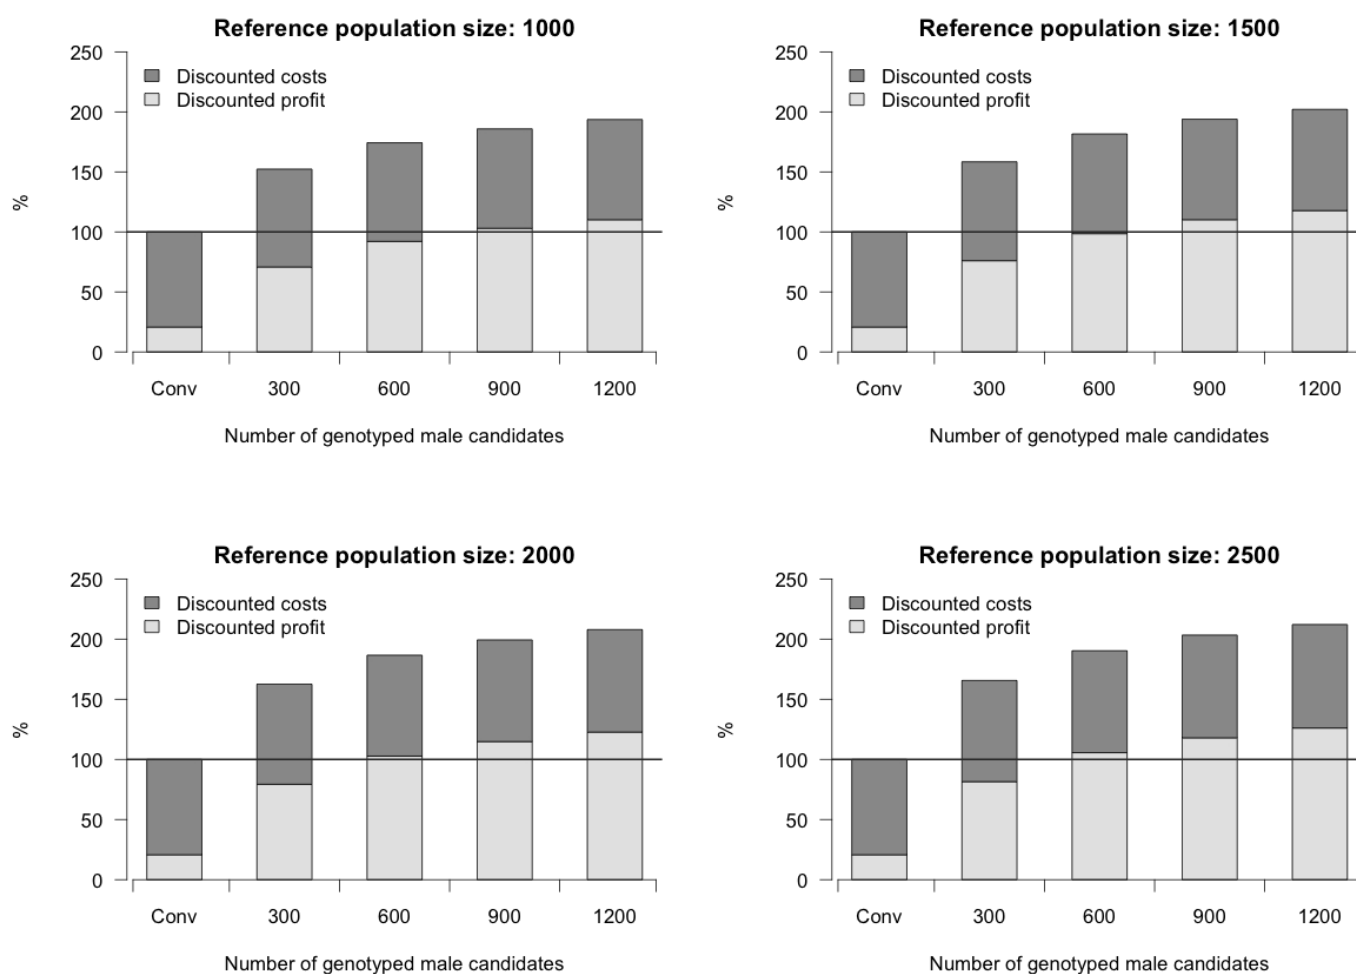 Reference population size: 1000
250
200
150
100
50
0
%
Discounted costs
Discounted profit
Conv 300 600 900 1200
Number of genotyped male candidates
Reference population size: 1500
250
200
150
100
50
0
%
Discounted costs
Discounted profit
Conv 300 600 900 1200
Number of genotyped male candidates
Reference population size: 2000
250
200
150
100
50
0
%
Discounted costs
Discounted profit
Conv 300 600 900 1200
Number of genotyped male candidates
Reference population size: 2500
250
200
150
100
50
0
%
Discounted costs
Discounted profit
Conv 300 600 900 1200
Number of genotyped male candidates